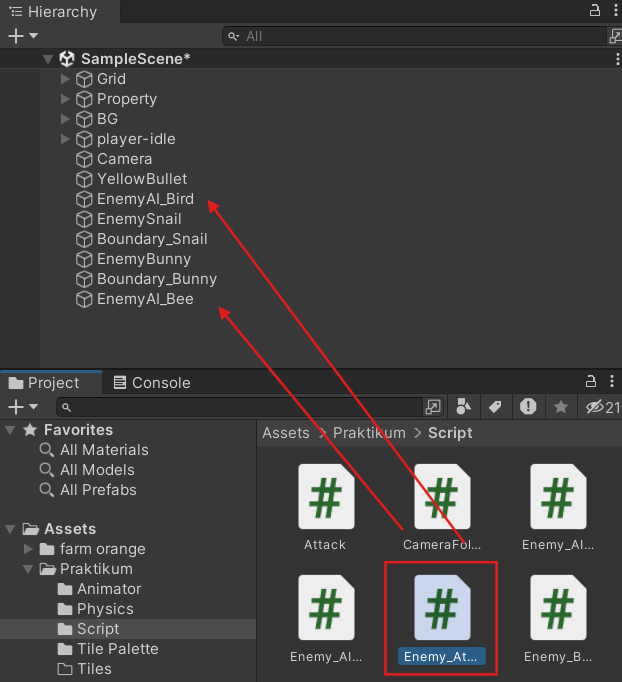 Hierarchy
All
SampleScene*
Grid
Property
BG
player-idle
Camera
YellowBullet
EnemyAI_Bird
EnemySnail
Boundary_Snail
EnemyBunny
Boundary_Bunny
EnemyAI_Bee
Project Console
21
Favorites
All Materials
All Models
All Prefabs
Assets
farm orange
Praktikum
Animator
Physics
Script
Tile Palette
Tiles
Assets > Praktikum > Script
Attack CameraFol... Enemy_AI...
Enemy_AI... Enemy_At... Enemy_B...